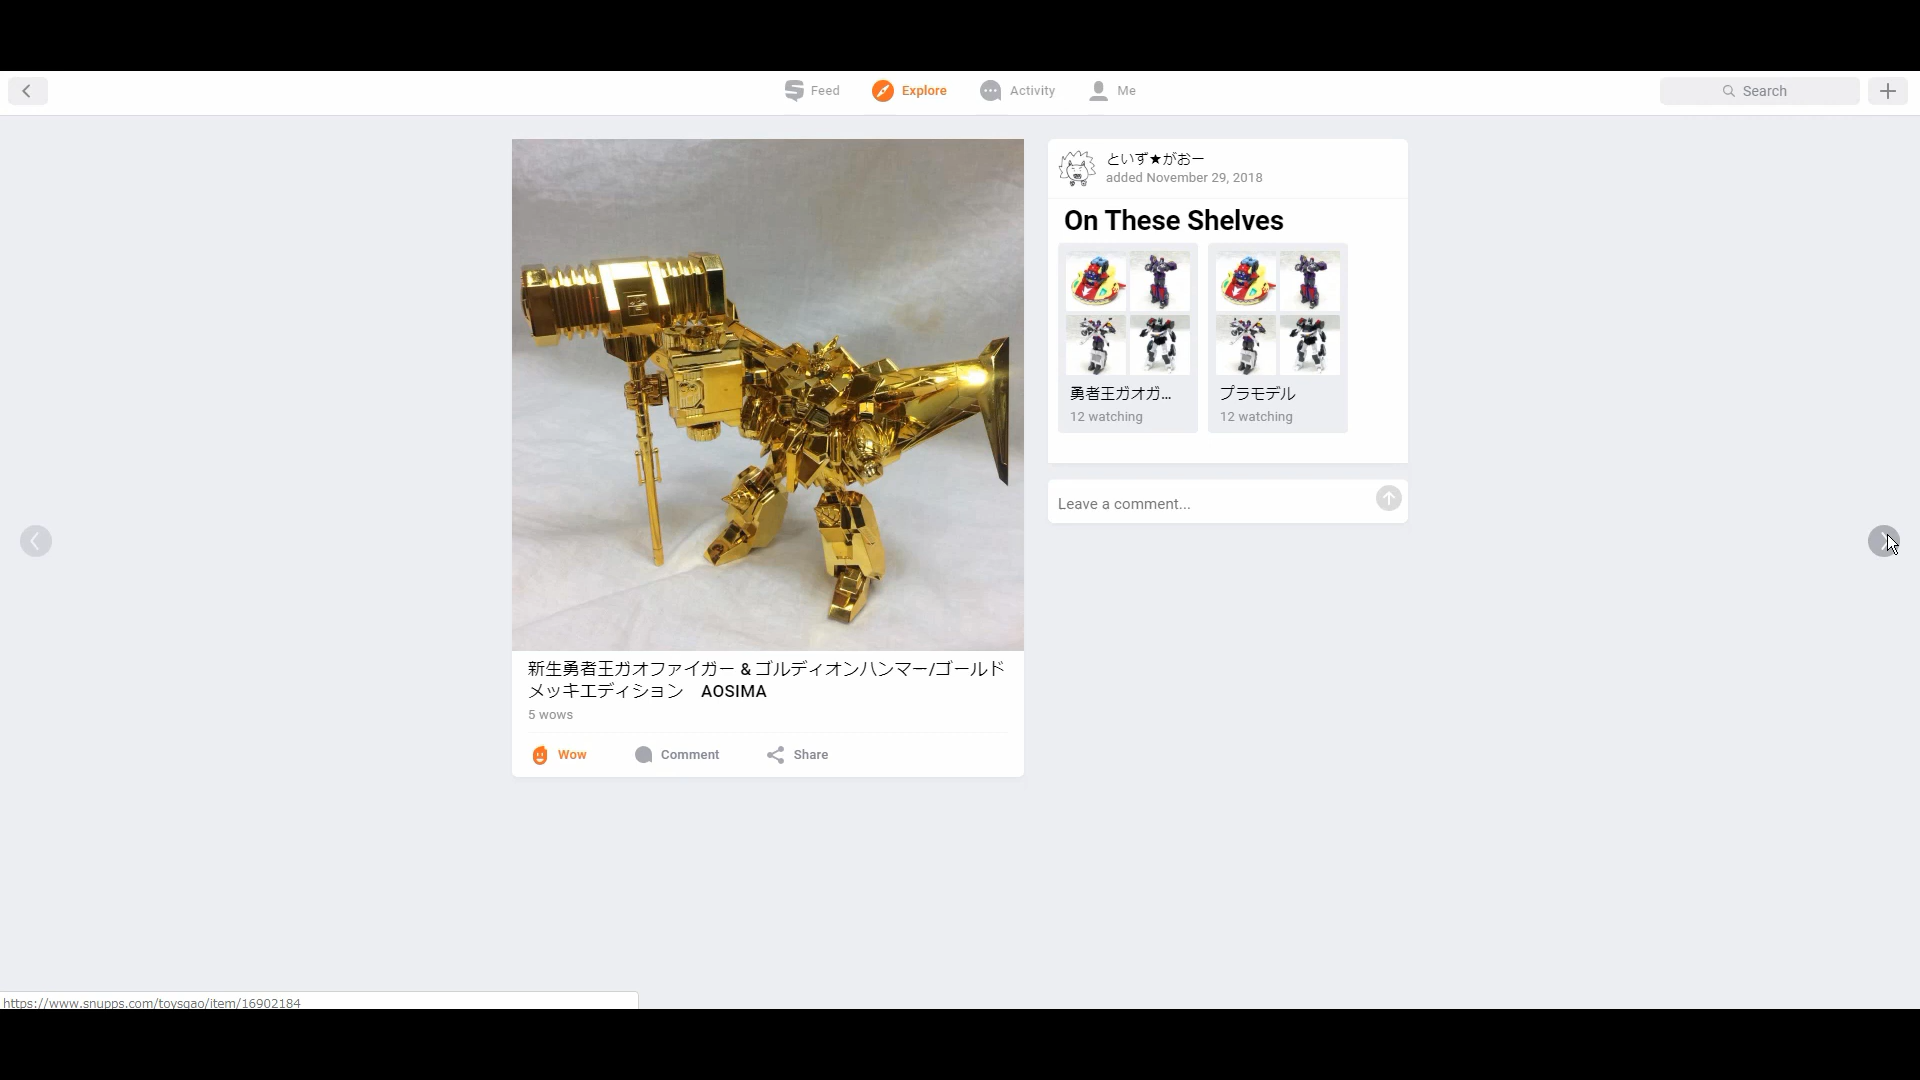 Feed
Explore
Activity
Me
Search
といず★がおー
added November 29, 2018
On These Shelves
勇者王ガオガ...
12 watching
プラモデル
12 watching
Leave a comment...
新生勇者王ガオファイガー & ゴルディオンハンマー/ゴールド
メッキエディション　AOSIMA
5 wows
Wow
Comment
Share
https://www.snupps.com/toysgao/item/16902184